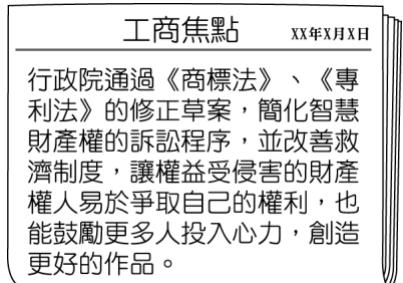 工商焦點 XX年X月X日
行政院通過《商標法》、《專
利法》的修正草案，簡化智慧
財產權的訴訟程序，並改善救
濟制度，讓權益受侵害的財產
權人易於爭取自己的權利，也
能鼓勵更多人投入心力，創造
更好的作品。